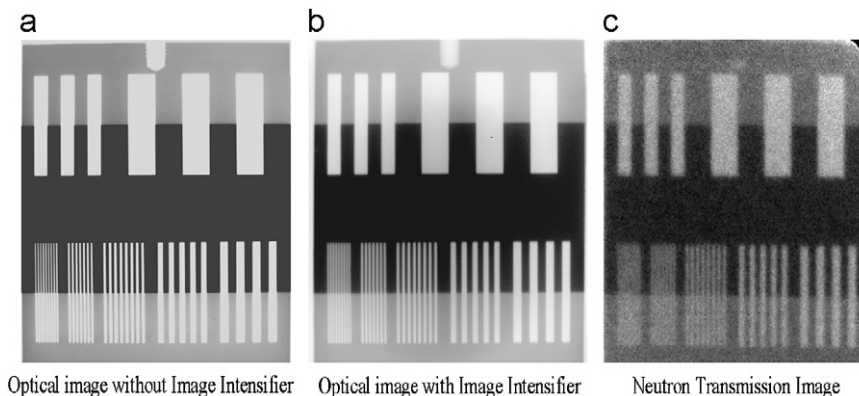 a
b
c
Optical image without Image Intensifier
Optical image with Image Intensifier
Neutron Transmission Image